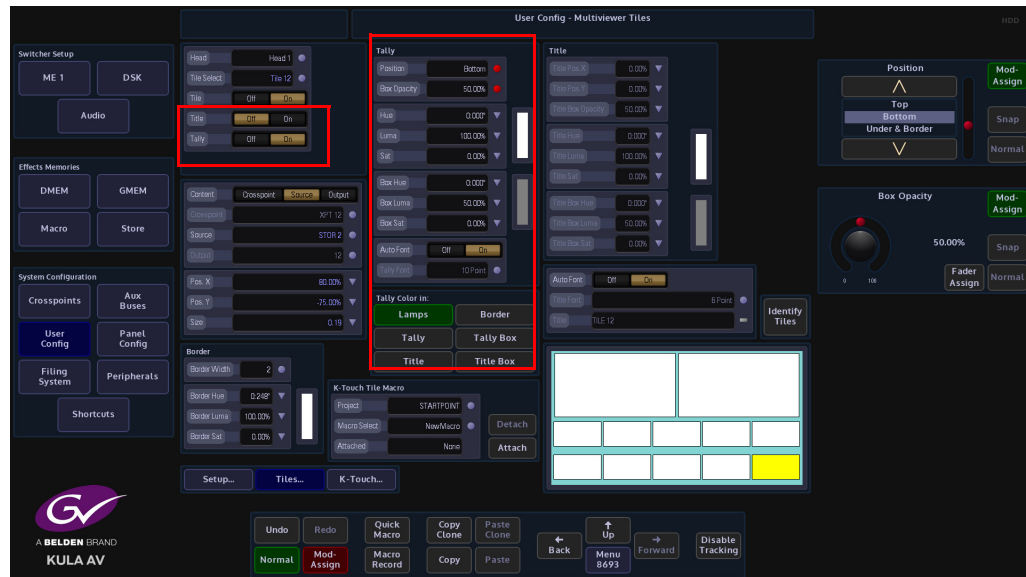 User Config - Multiviewer Tiles
HDD
Switcher Setup
ME 1
DSK
Audio
Effects Memories
DMEM
GMEM
Macro
Store
System Configuration
Crosspoints
Aux
Buses
User
Config
Panel
Config
Filing
System
Peripherals
Shortcuts
Head
Head 1
Tile Select
Tile 12
Tile
Off
On
Title
Off
On
Tally
Off
On
Content
Crosspoint
Source
Output
Crosspoint
XPT 12
Source
STOR 2
Output
12
Pos. X
80.00%
Pos. Y
-75.00%
Size
0.19
Border
Border Width
2
Border Hue
0.248°
Border Luma
100.00%
Border Sat
0.00%
Tally
Position
Bottom
Box Opacity
50.00%
Hue
0.000°
Luma
100.00%
Sat
0.00%
Box Hue
0.000°
Box Luma
50.00%
Box Sat
0.00%
Auto Font
Off
On
Tally Font
10 Point
Tally Color in:
Lamps
Border
Tally
Tally Box
Title
Title Box
K-Touch Tile Macro
Project
STARTPOINT
Macro Select
NewMacro
Detach
Attached
None
Attach
Title
Title Pos X
0.00%
Title Pos Y
0.00%
Title Box Opacity
50.00%
Title Hue
0.000°
Title Luma
100.00%
Title Sat
0.00%
Title Box Hue
0.000°
Title Box Luma
50.00%
Title Box Sat
0.00%
Auto Font
Off
On
Title Font
6 Point
Title
TILE 12
Identify
Tiles
Position
Top
Bottom
Under & Border
Mod-
Assign
Snap
Normal
Box Opacity
50.00%
0
100
Fader
Assign
Mod-
Assign
Snap
Normal
Setup...
Tiles...
K-Touch...
GV
A BELDEN BRAND
KULA AV
Undo
Redo
Quick
Macro
Copy
Clone
Paste
Clone
Normal
Mod-
Assign
Macro
Record
Copy
Paste
Back
Up
Menu
8693
Forward
Disable
Tracking